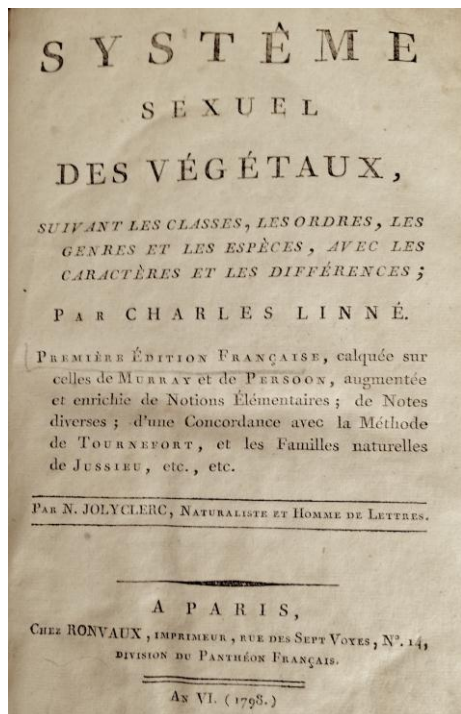 SYSTÊME
SEXUEL
DES VÉGÉTAUX,
SUIVANT LES CLASSES, LES ORDRES, LES
GENRES ET LES ESPÈCES, AVEC LES
CARACTÈRES ET LES DIFFÉRENCES;
PAR CHARLES LINNÉ.
PREMIÈRE ÉDITION FRANÇAISE, calquée sur
celles de MURRAY et de PERSOON, augmentée
et enrichie de Notions Élémentaires; de Notes
diverses; d'une Concordance avec la Méthode
de TOURNEFORT, et les Familles naturelles
de JUSSIEU, etc., etc.
PAR N. JOLYCLERC, NATURALISTE ET HOMME DE LETTRES.
A PARIS,
CHEZ RONVAUX, IMPRIMEUR, RUE DES SEPT VOYES, N°. 14,
DIVISION DU PANTHÉON FRANÇAIS.
AN VI. (1798.)